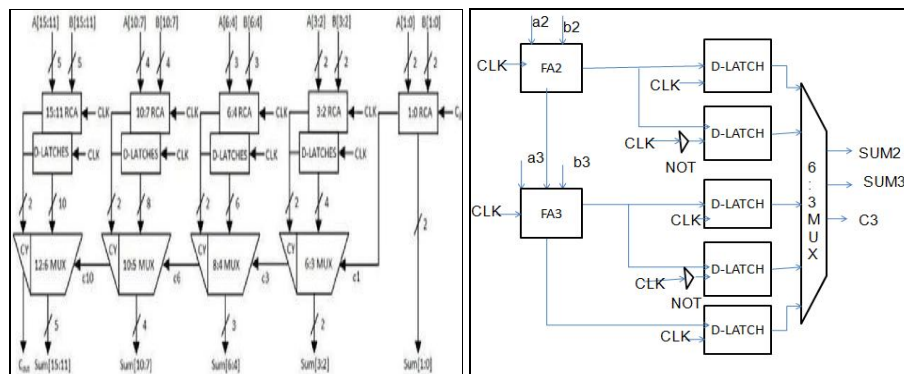 A[15:11] B[15:11] A[10:7] B[10:7] A[6:4] B[6:4] A[3:2] B[3:2] A[1:0] B[1:0]
5 5 4 4 3 3 2 2 2 2
15:11 RCA CLK 10:7 RCA CLK 6:4 RCA CLK 3:2 RCA CLK 1:0 RCA
D-LATCHES CLK D-LATCHES CLK D-LATCHES CLK D-LATCHES CLK
2 10 2 8 2 6 2 4 2
CY CY CY CY
12:6 MUX c10 10:5 MUX c6 8:4 MUX c3 6:3 MUX c1
5 4 3 2
Cout Sum[15:11] Sum[10:7] Sum[6:4] Sum[3:2] Sum[1:0]
a2 b2
CLK FA2 D-LATCH
CLK
D-LATCH
CLK
NOT
a3 b3
CLK FA3 D-LATCH
CLK
D-LATCH
CLK
NOT
D-LATCH
CLK
6:3 MUX
SUM2
SUM3
C3